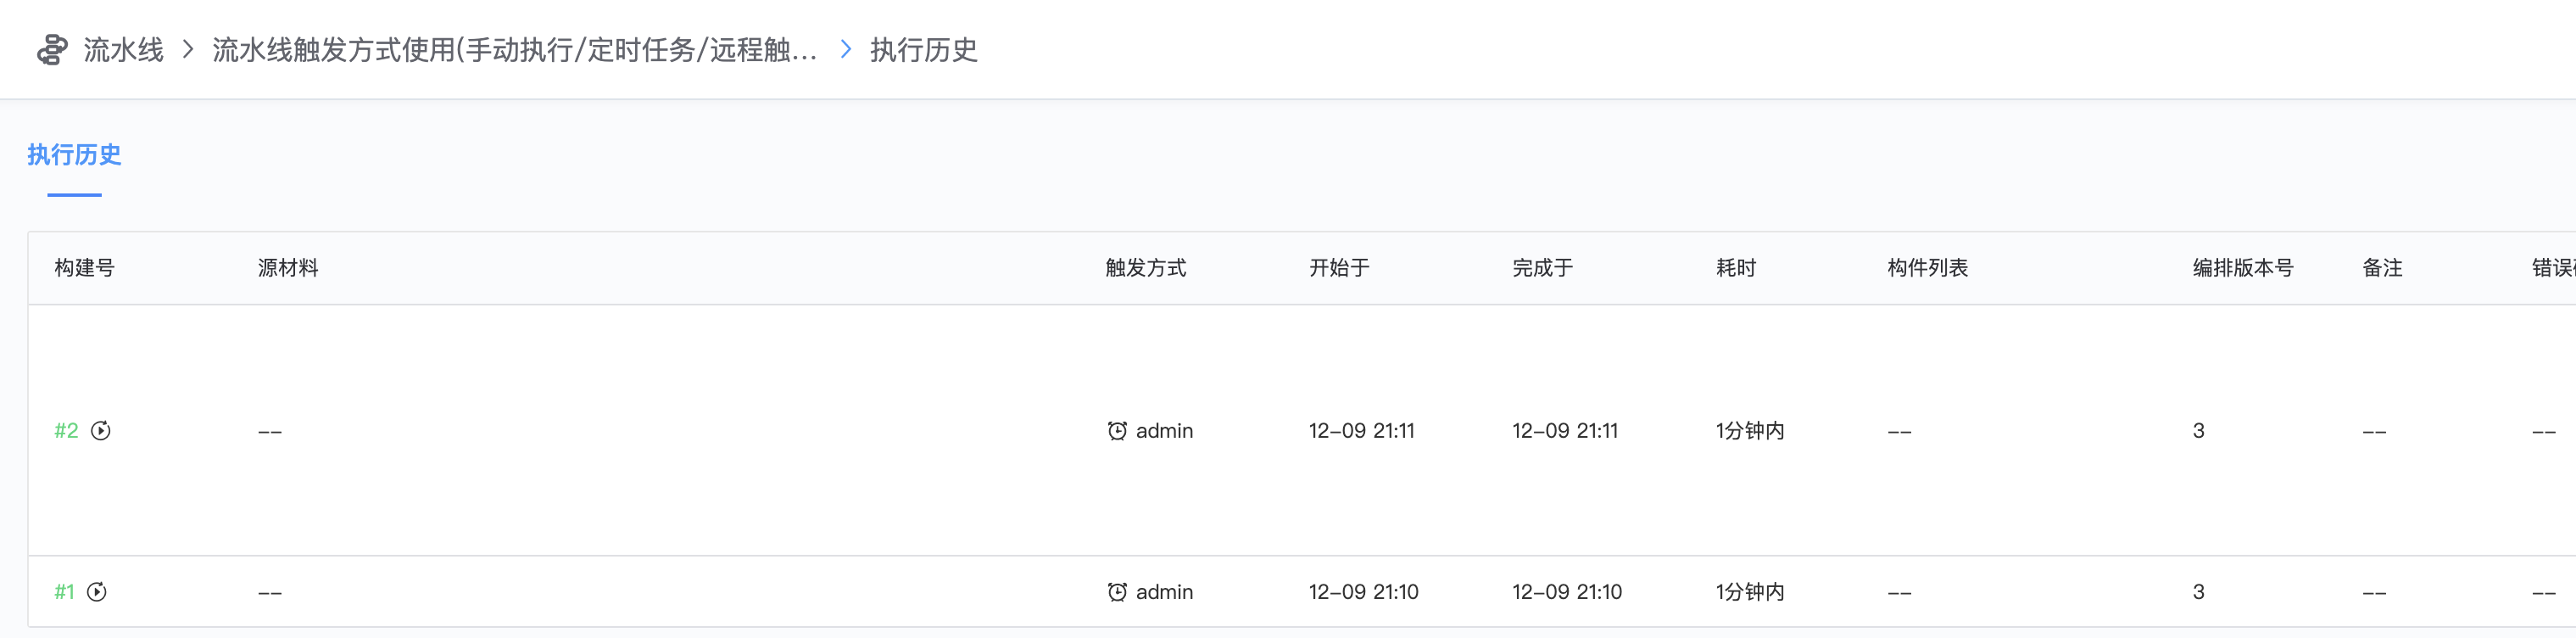 流水线 > 流水线触发方式使用(手动执行/定时任务/远程触... > 执行历史
执行历史
构建号 源材料 触发方式 开始于 完成于 耗时 构件列表 编排版本号 备注 错误
#2 -- admin 12-09 21:11 12-09 21:11 1分钟内 -- 3 -- --
#1 -- admin 12-09 21:10 12-09 21:10 1分钟内 -- 3 -- --